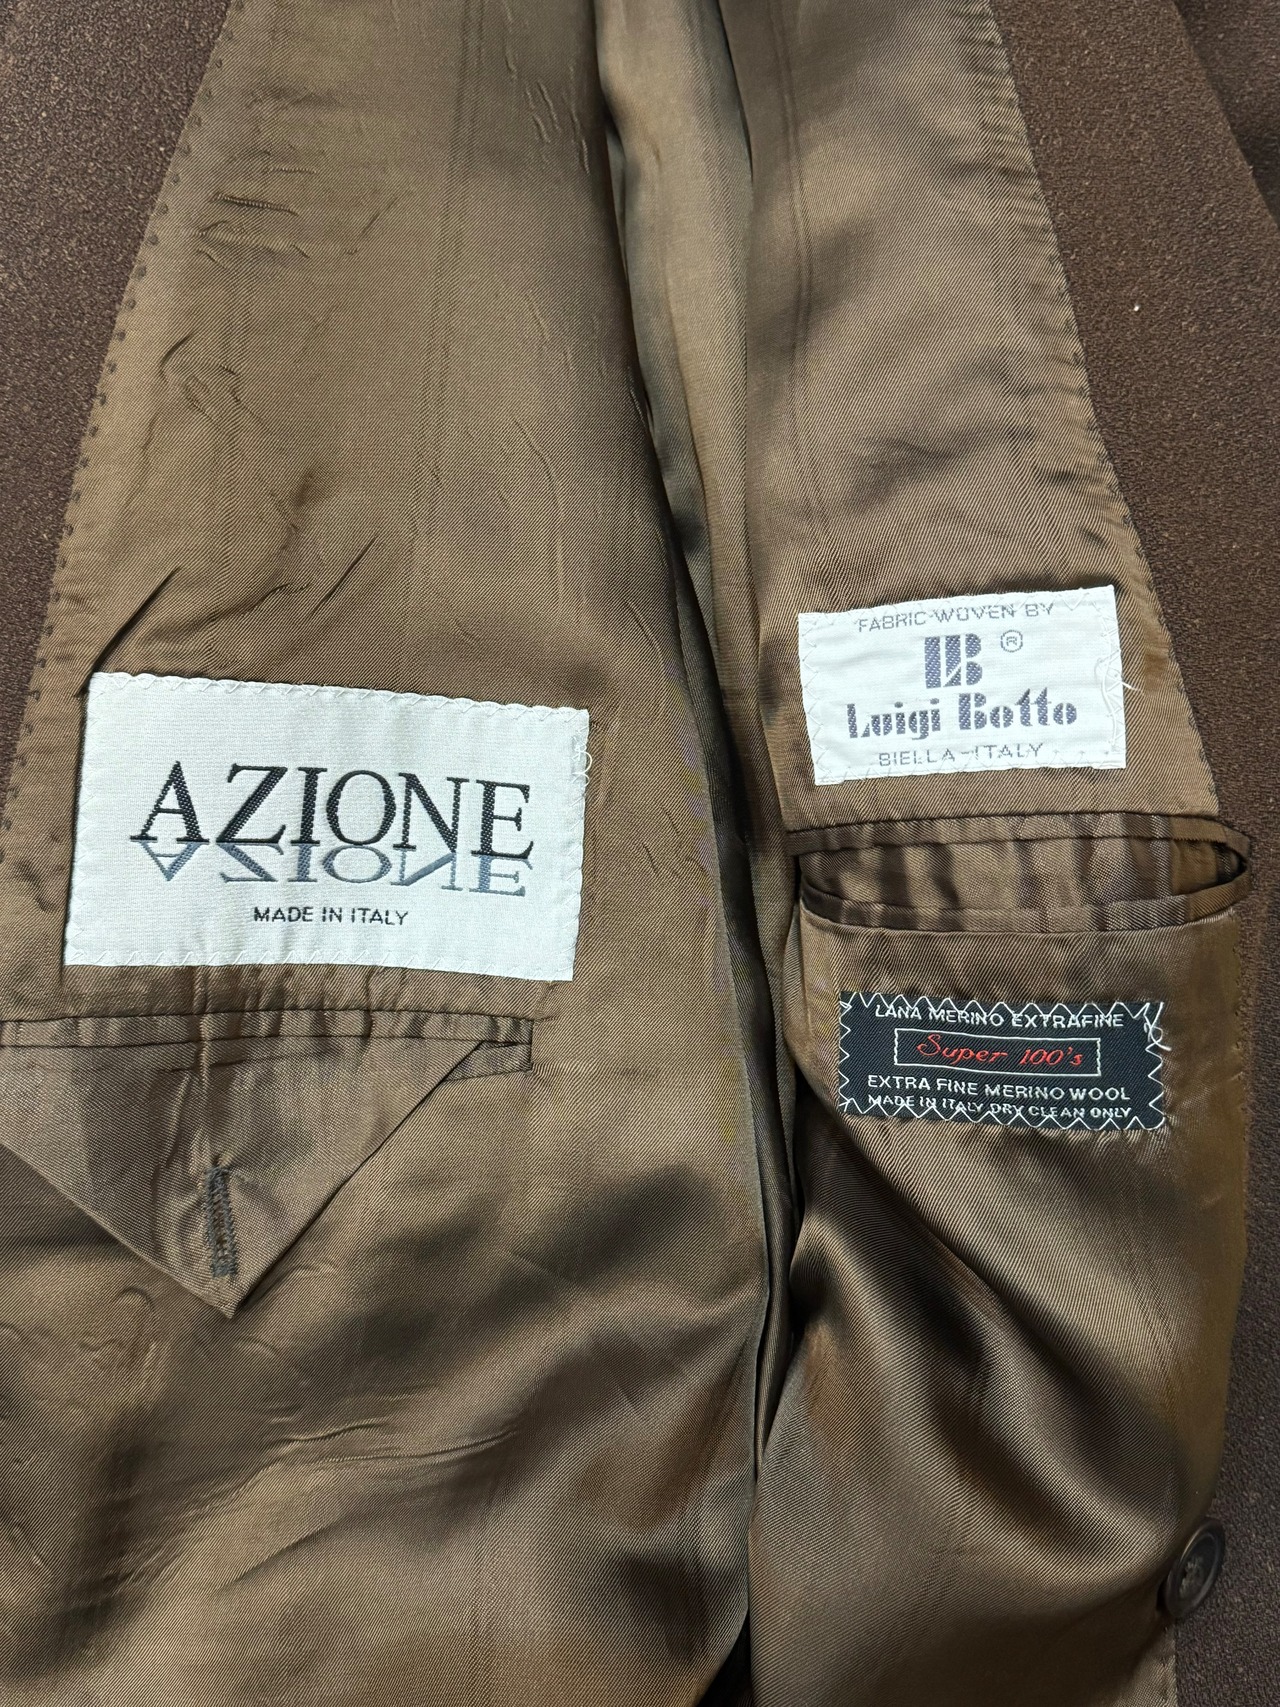 AZIONE
AZIONE
MADE IN ITALY
FABRIC WOVEN BY
LB ®
Luigi Botto
BIELLA-ITALY
LANA MERINO EXTRAFINE
Super 100's
EXTRA FINE MERINO WOOL
MADE IN ITALY DRY CLEAN ONLY